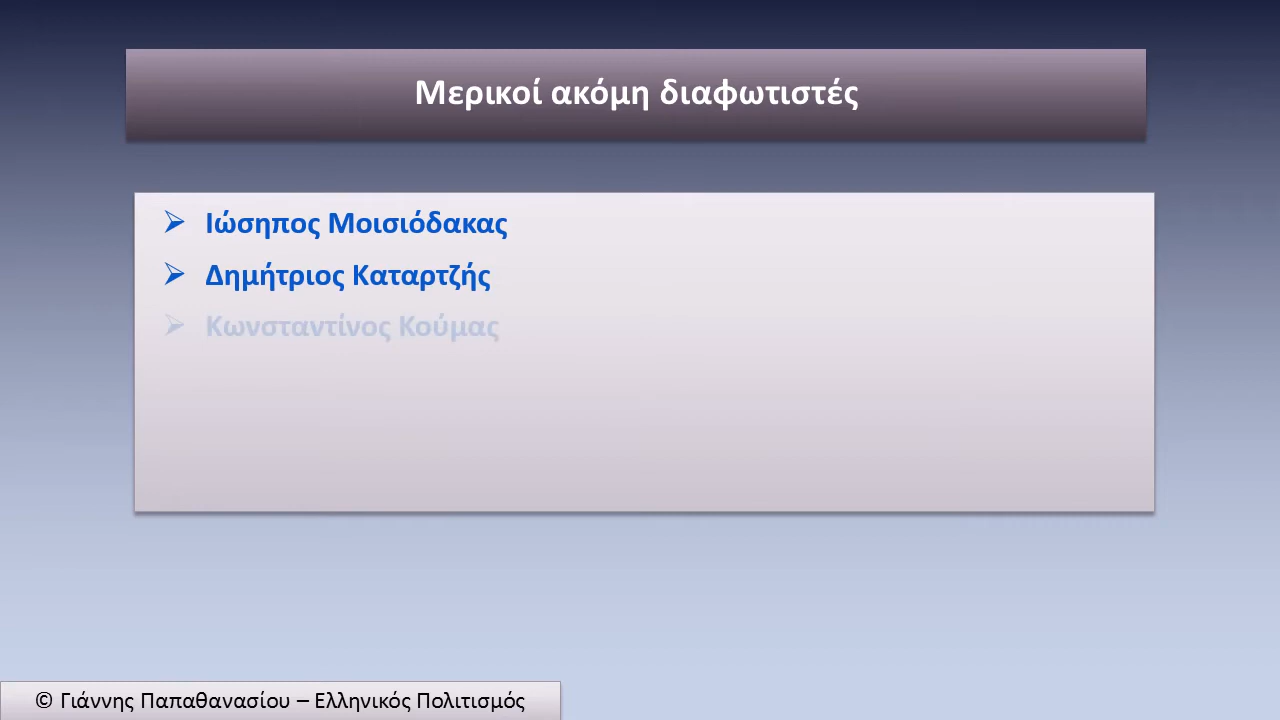 Μερικοί ακόμη διαφωτιστές
➢ Ιώσηπος Μοισιόδακας
➢ Δημήτριος Καταρτζής
➢ Κωνσταντίνος Κούμας
© Γιάννης Παπαθανασίου – Ελληνικός Πολιτισμός